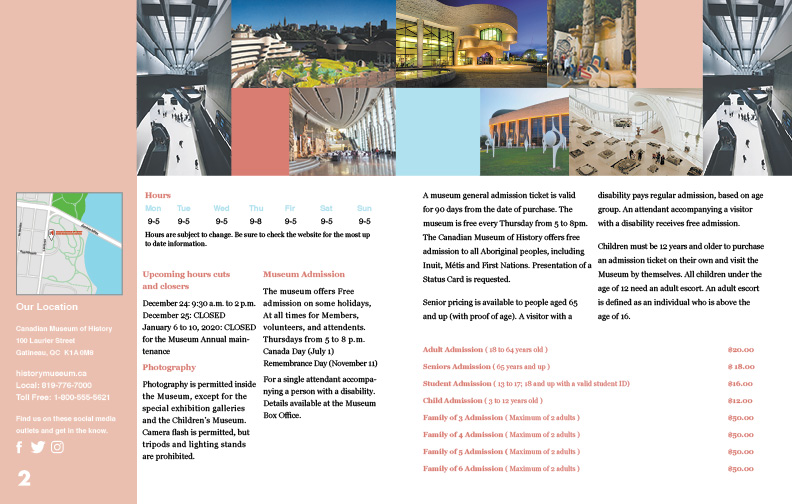 Our Location
Canadian Museum of History
100 Laurier Street
Gatineau, QC K1A 0M8
historymuseum.ca
Local: 819-776-7000
Toll Free: 1-800-555-5621
Find us on these social media
outlets and get in the know.
2
Hours
Mon Tue Wed Thu Fir Sat Sun
9-5 9-5 9-5 9-8 9-5 9-5 9-5
Hours are subject to change. Be sure to check the website for the most up
to date information.
Upcoming hours cuts
and closers
December 24: 9:30 a.m. to 2 p.m.
December 25: CLOSED
January 6 to 10, 2020: CLOSED
for the Museum Annual main-
tenance
Photography
Photography is permitted inside
the Museum, except for the
special exhibition galleries
and the Children's Museum.
Camera flash is permitted, but
tripods and lighting stands
are prohibited.
Museum Admission
The museum offers Free
admission on some holidays,
At all times for Members,
volunteers, and attendents.
Thursdays from 5 to 8 p.m.
Canada Day (July 1)
Remembrance Day (November 11)
For a single attendant accompa-
nying a person with a disability.
Details available at the Museum
Box Office.
A museum general admission ticket is valid
for 90 days from the date of purchase. The
museum is free every Thursday from 5 to 8pm.
The Canadian Museum of History offers free
admission to all Aboriginal peoples, including
Inuit, Métis and First Nations. Presentation of a
Status Card is requested.
Senior pricing is available to people aged 65
and up (with proof of age). A visitor with a
disability pays regular admission, based on age
group. An attendant accompanying a visitor
with a disability receives free admission.
Children must be 12 years and older to purchase
an admission ticket on their own and visit the
Museum by themselves. All children under the
age of 12 need an adult escort. An adult escort
is defined as an individual who is above the
age of 16.
Adult Admission ( 18 to 64 years old ) $20.00
Seniors Admission ( 65 years and up ) $ 18.00
Student Admission ( 13 to 17; 18 and up with a valid student ID) $16.00
Child Admission ( 3 to 12 years old ) $12.00
Family of 3 Admission ( Maximum of 2 adults ) $50.00
Family of 4 Admission ( Maximum of 2 adults ) $50.00
Family of 5 Admission ( Maximum of 2 adults ) $50.00
Family of 6 Admission ( Maximum of 2 adults ) $50.00